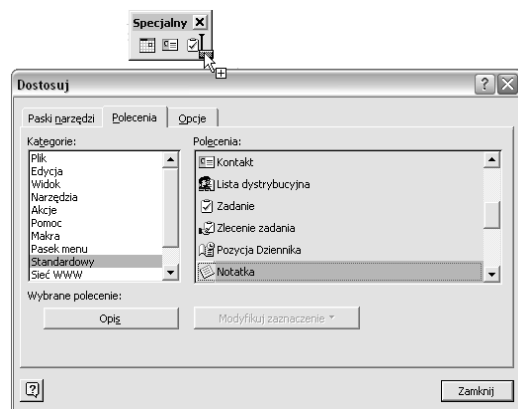 Specjalny
Dostosuj
Paski narzędzi
Polecenia
Opcje
Kategorie:
Plik
Edycja
Widok
Narzędzia
Akcje
Pomoc
Makra
Pasek menu
Standardowy
Sieć WWW
Polecenia:
Kontakt
Lista dystrybucyjna
Zadanie
Zlecenie zadania
Pozycja Dziennika
Notatka
Wybrane polecenie:
Opis
Modyfikuj zaznaczenie
Zamknij